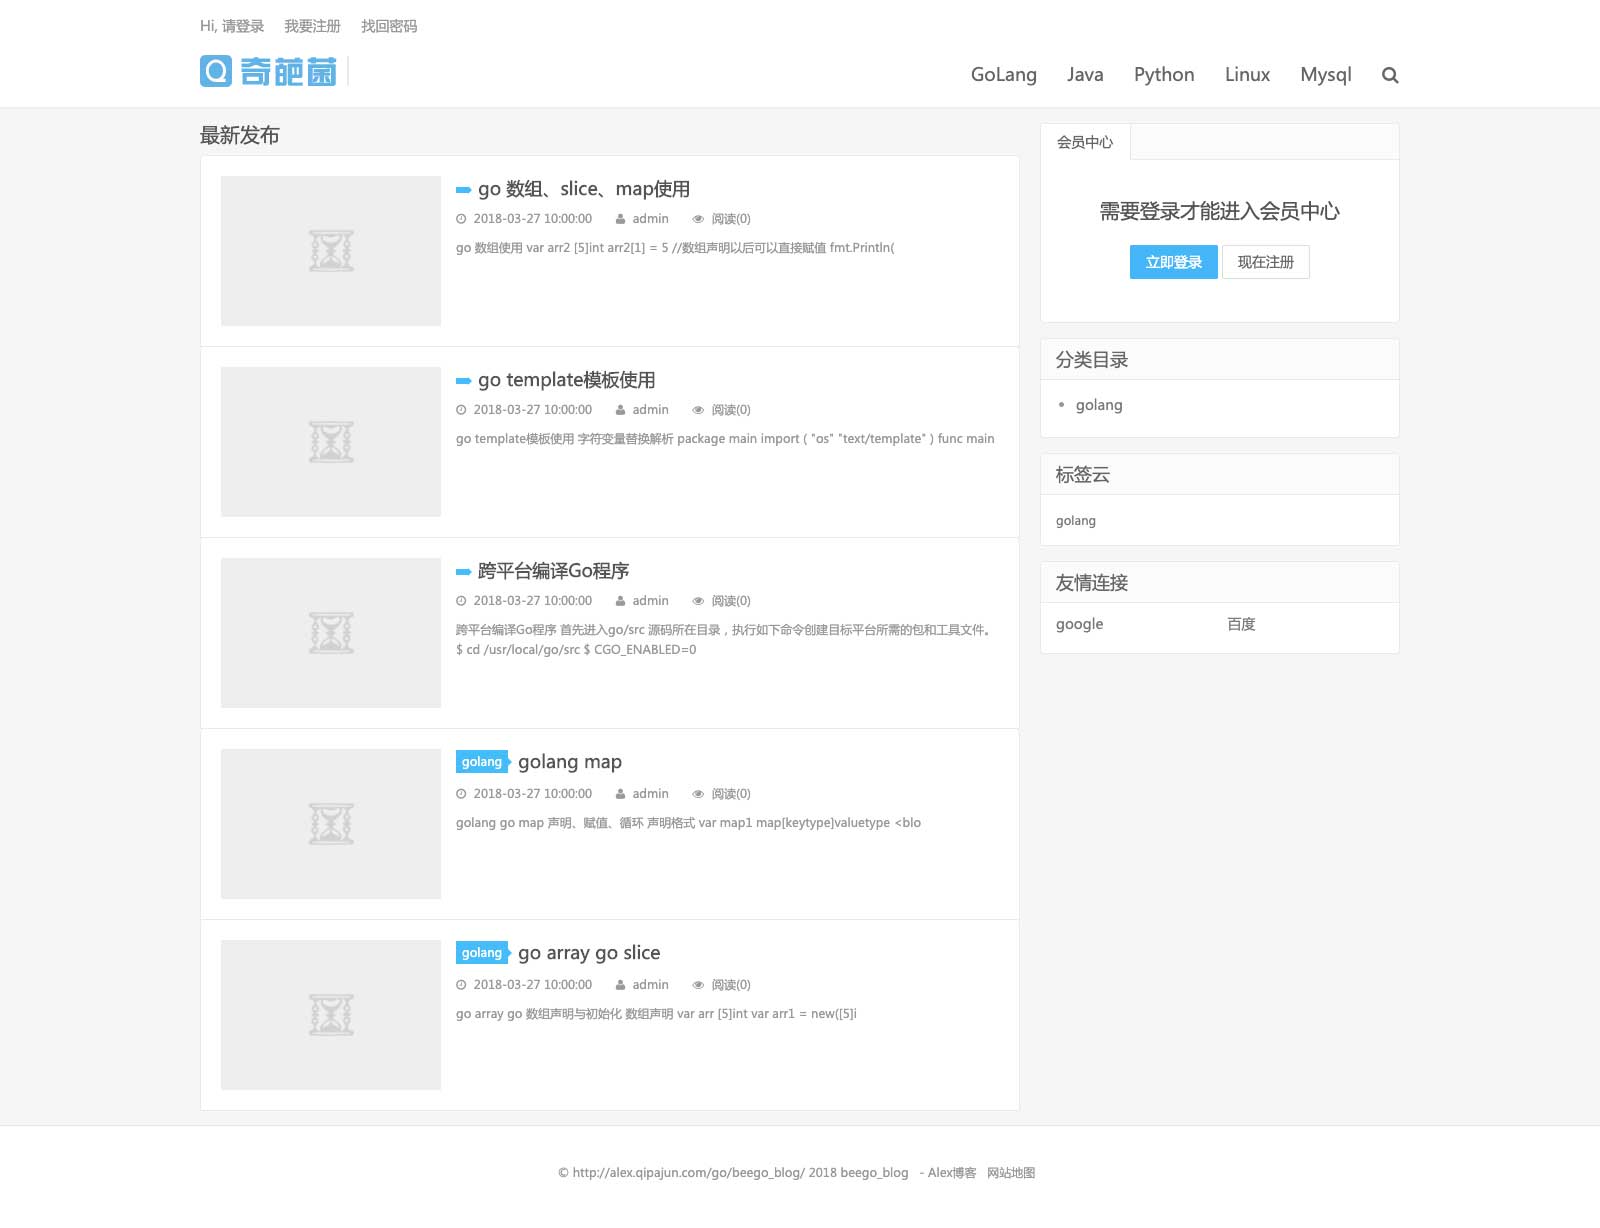 Hi, 请登录 我要注册 找回密码
奇葩菌
GoLang Java Python Linux Mysql
最新发布
go 数组、slice、map使用
2018-03-27 10:00:00 admin 阅读(0)
go 数组使用 var arr2 [5]int arr2[1] = 5 //数组声明以后可以直接赋值 fmt.Println(
go template模板使用
2018-03-27 10:00:00 admin 阅读(0)
go template模板使用 字符变量替换解析 package main import ( "os" "text/template" ) func main
跨平台编译Go程序
2018-03-27 10:00:00 admin 阅读(0)
跨平台编译Go程序 首先进入go/src 源码所在目录，执行如下命令创建目标平台所需的包和工具文件。
$ cd /usr/local/go/src $ CGO_ENABLED=0
golang golang map
2018-03-27 10:00:00 admin 阅读(0)
golang go map 声明、赋值、循环 声明格式 var map1 map[keytype]valuetype <blo
golang go array go slice
2018-03-27 10:00:00 admin 阅读(0)
go array go 数组声明与初始化 数组声明 var arr [5]int var arr1 = new([5]i
会员中心
需要登录才能进入会员中心
立即登录 现在注册
分类目录
golang
标签云
golang
友情连接
google 百度
© http://alex.qipajun.com/go/beego_blog/ 2018 beego_blog - Alex博客 网站地图